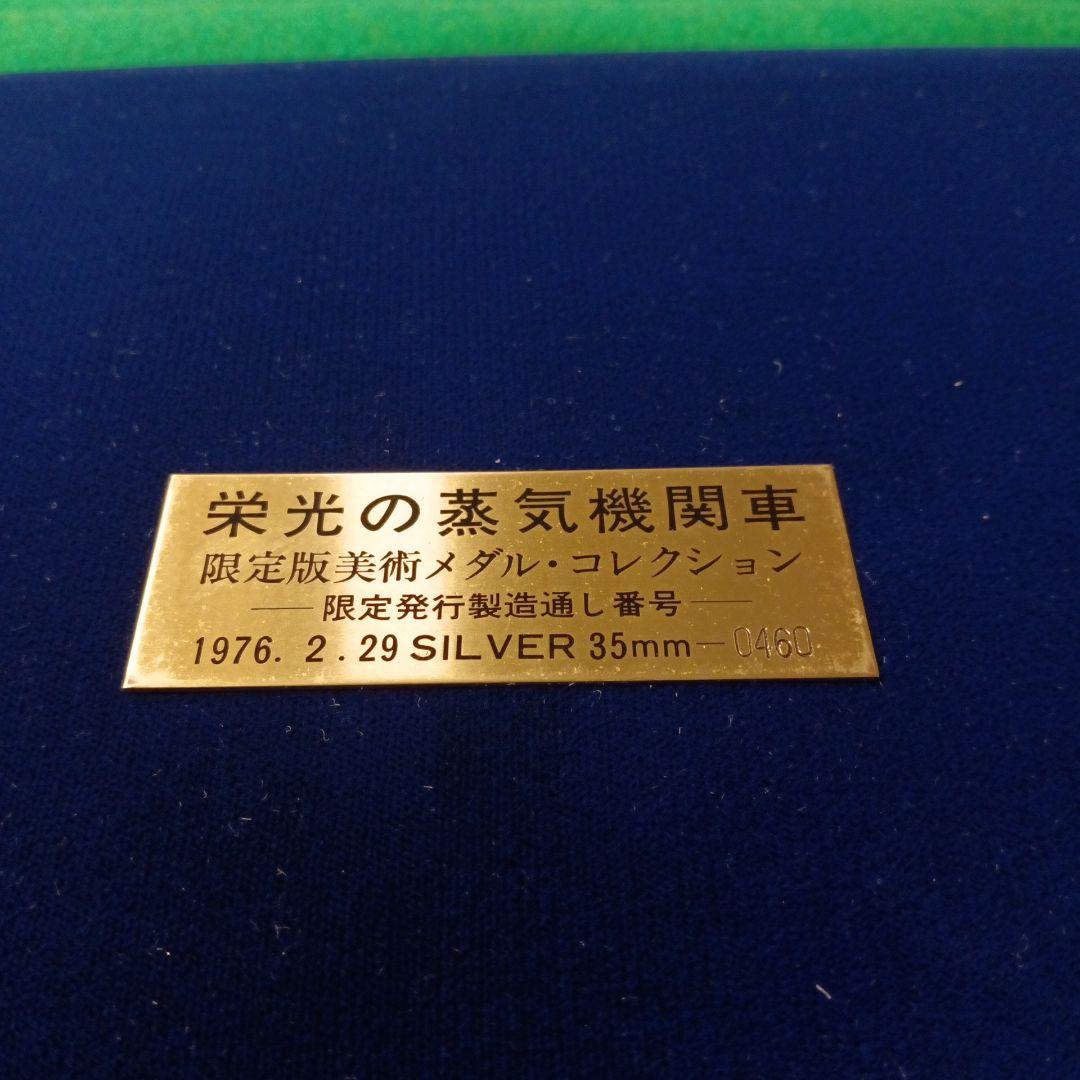 栄光の蒸気機関車
限定版美術メダル・コレクション
—限定発行製造通し番号—
1976. 2. 29 SILVER 35mm—0460